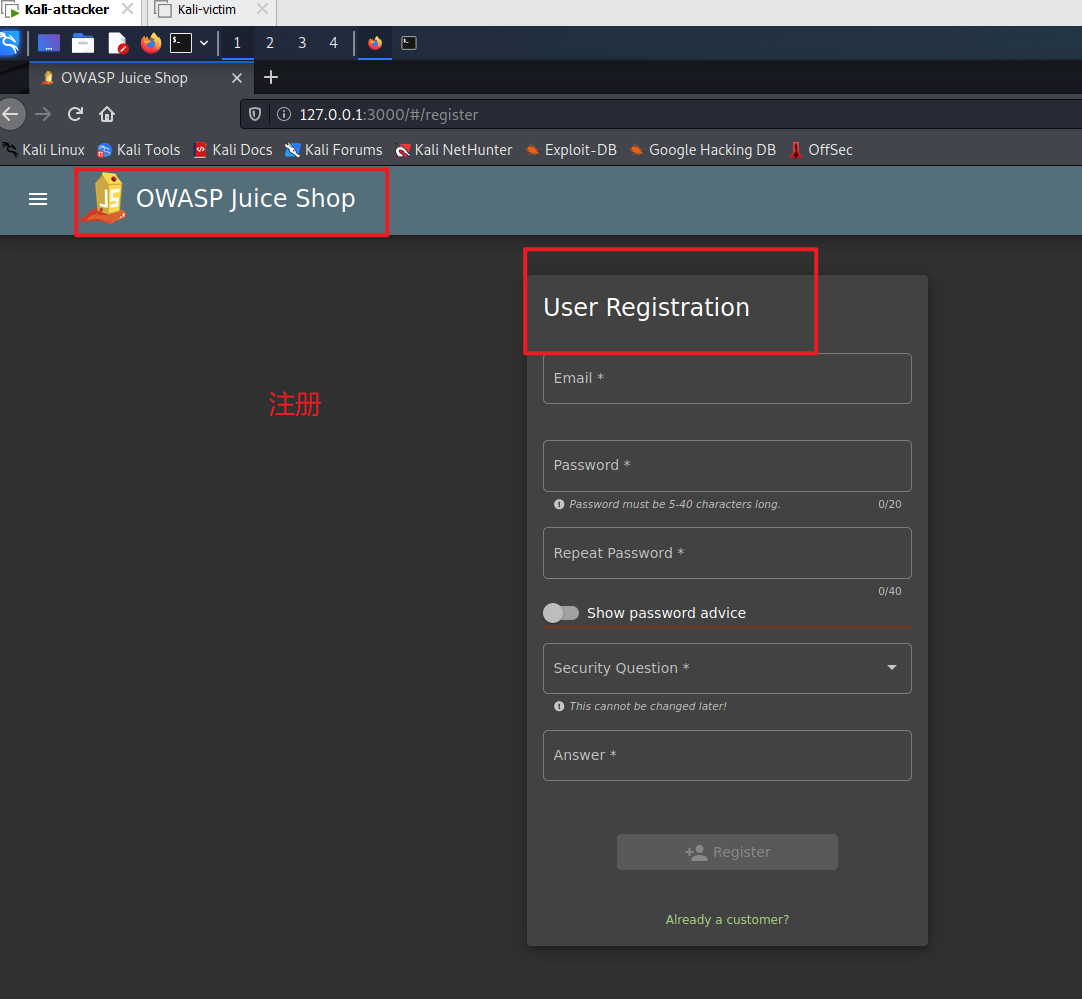 Kali-attacker Kali-victim
1 2 3 4
OWASP Juice Shop
127.0.0.1:3000/#/register
Kali Linux Kali Tools Kali Docs Kali Forums Kali NetHunter Exploit-DB Google Hacking DB OffSec
JS OWASP Juice Shop
User Registration
Email *
注册
Password *
Password must be 5-40 characters long. 0/20
Repeat Password *
0/40
Show password advice
Security Question *
This cannot be changed later!
Answer *
Register
Already a customer?